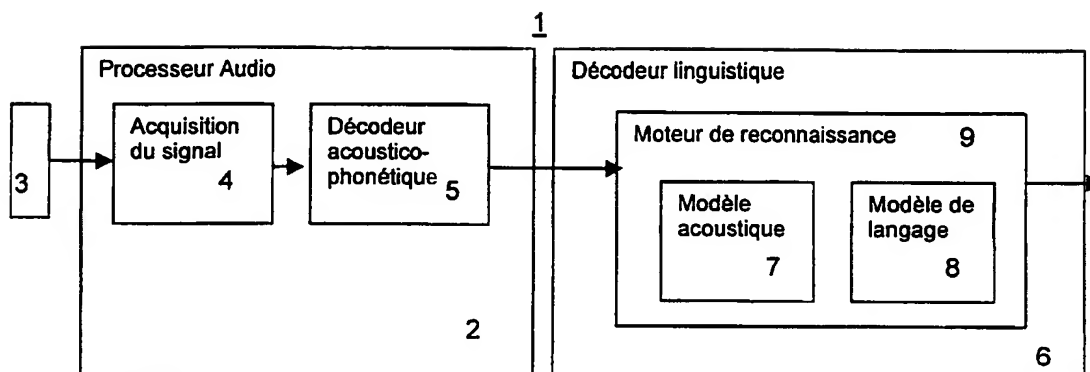 1
Processeur Audio
Décodeur linguistique
3
Acquisition
du signal
4
Décodeur
acoustico-
phonétique
5
Moteur de reconnaissance
9
Modèle
acoustique
7
Modèle de
langage
8
2
6